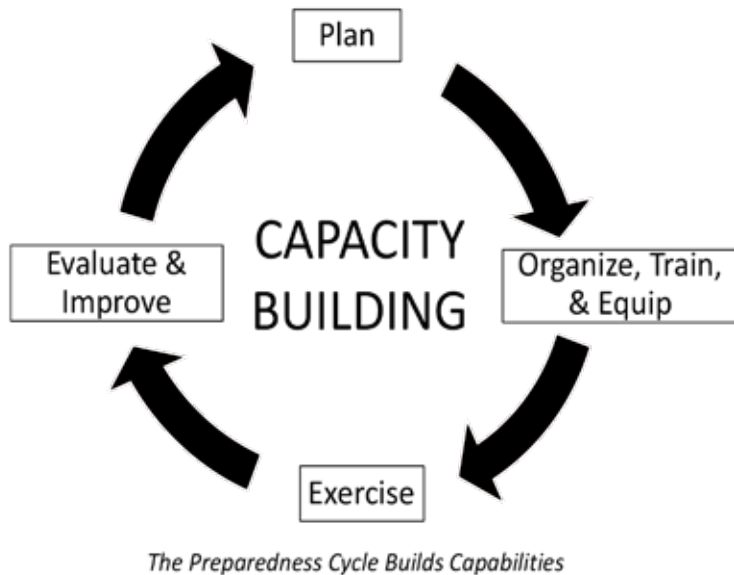 Plan
CAPACITY
BUILDING
Evaluate &
Improve
Organize, Train,
& Equip
Exercise
The Preparedness Cycle Builds Capabilities